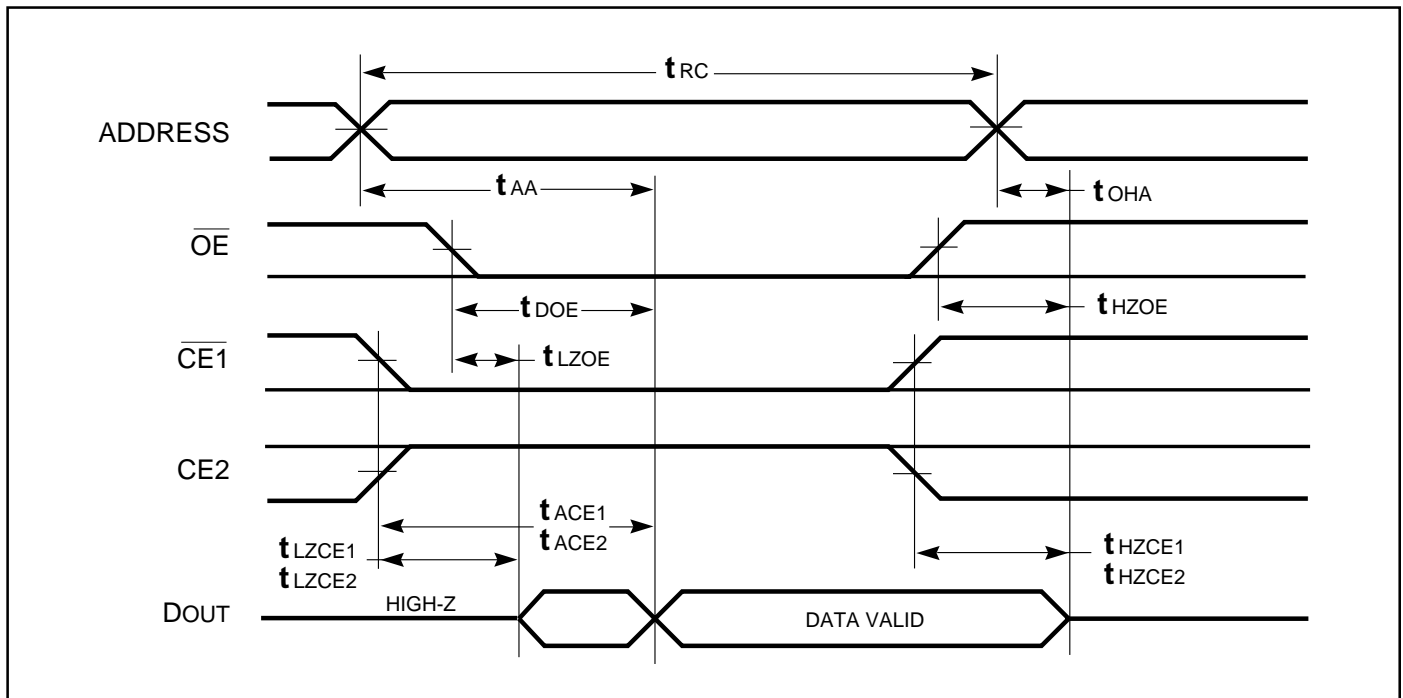 tRC
ADDRESS
tAA
tOHA
OE
tDOE
tHZOE
CE1
tLZOE
CE2
tACE1
tACE2
tLZCE1
tLZCE2
tHZCE1
tHZCE2
HIGH-Z
DOUT
DATA VALID